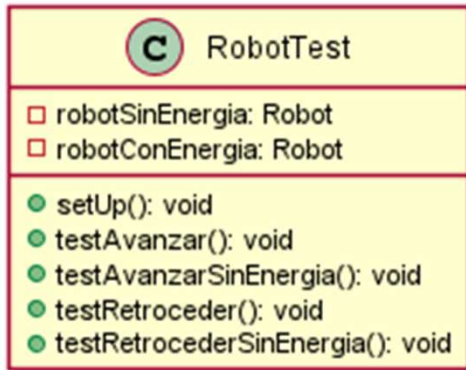 C RobotTest
robotSinEnergia: Robot
robotConEnergia: Robot
setUp(): void
testAvanzar(): void
testAvanzarSinEnergia(): void
testRetroceder(): void
testRetrocederSinEnergia(): void